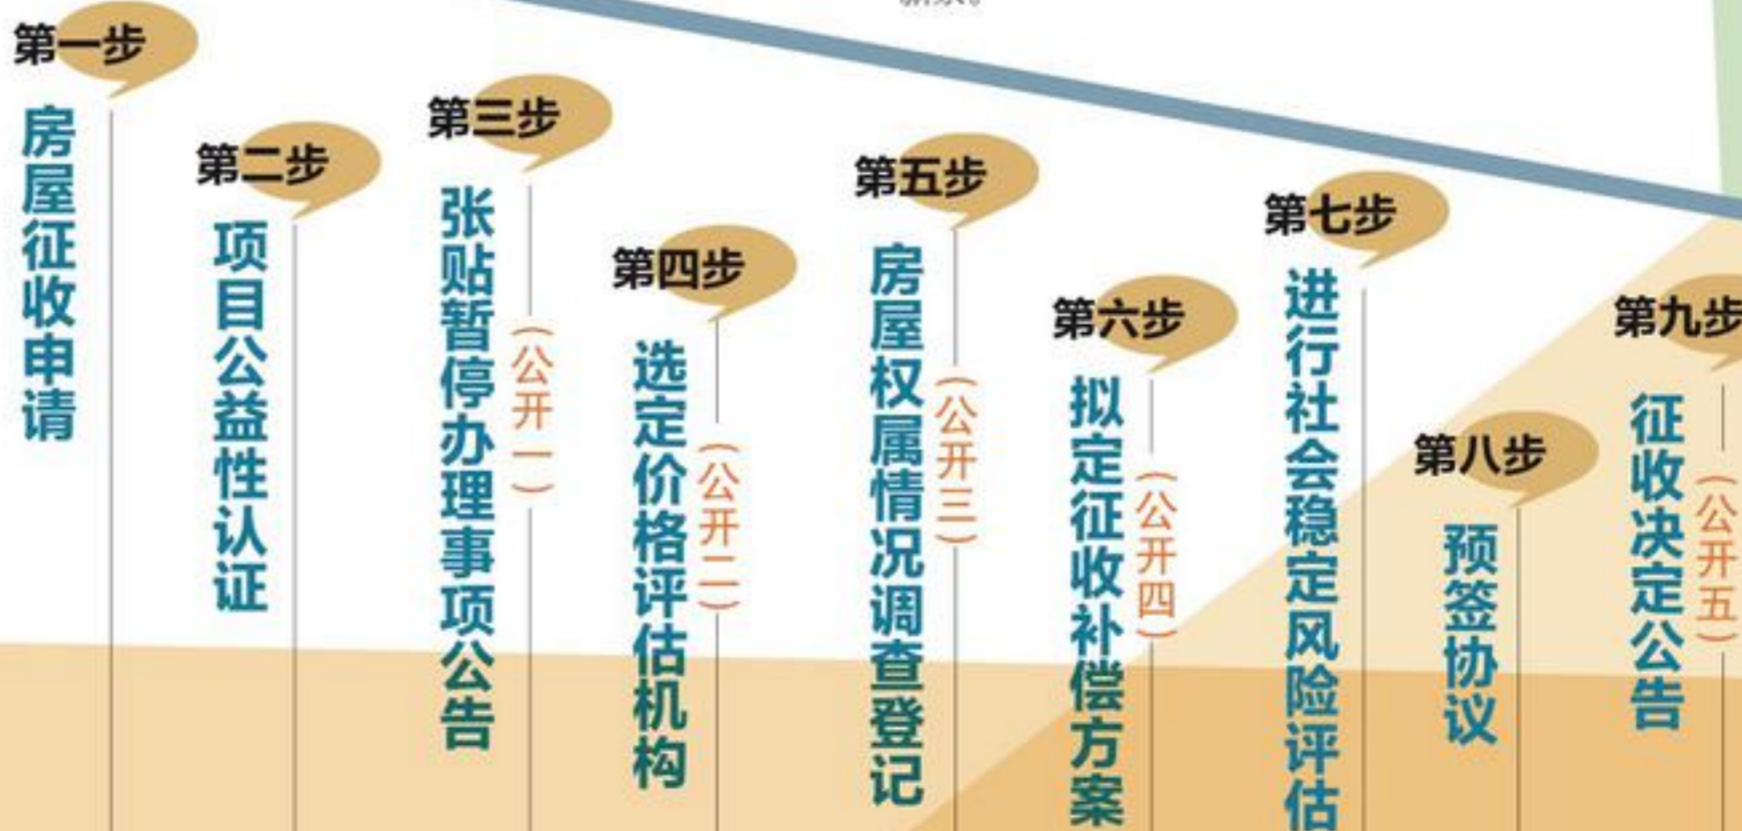 第一步
房屋征收申请
第二步
项目公益性认证
第三步
张贴暂停办理事项公告
（公开一）
第四步
选定价格评估机构
（公开二）
第五步
房屋权属情况调查登记
（公开三）
第六步
拟定征收补偿方案
（公开四）
第七步
进行社会稳定风险评估
第八步
预签协议
第九步
征收决定公告
（公开五）